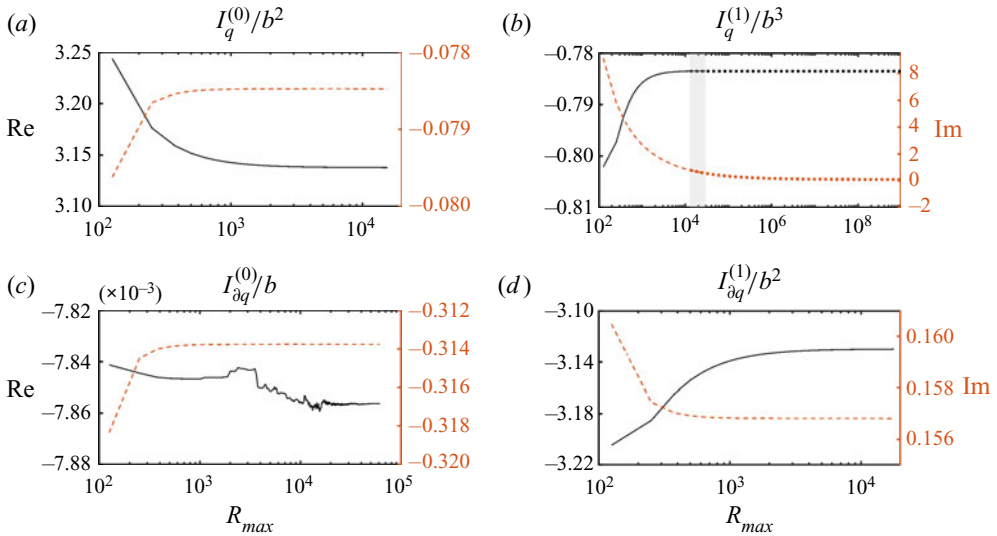 (a) I_q^{(0)}/b^2
3.25
3.20
3.15
3.10
Re
−0.078
−0.079
−0.080
10^2 10^3 10^4
(b) I_q^{(1)}/b^3
−0.78
−0.79
−0.80
−0.81
8
6
4
2
0
−2
Im
10^2 10^4 10^6 10^8
(c) (×10^{−3}) I_{∂q}^{(0)}/b
−7.82
−7.84
−7.86
−7.88
Re
−0.312
−0.314
−0.316
−0.318
−0.320
10^2 10^3 10^4 10^5
R_{max}
(d) I_{∂q}^{(1)}/b^2
−3.10
−3.14
−3.18
−3.22
0.160
0.158
0.156
Im
10^2 10^3 10^4
R_{max}